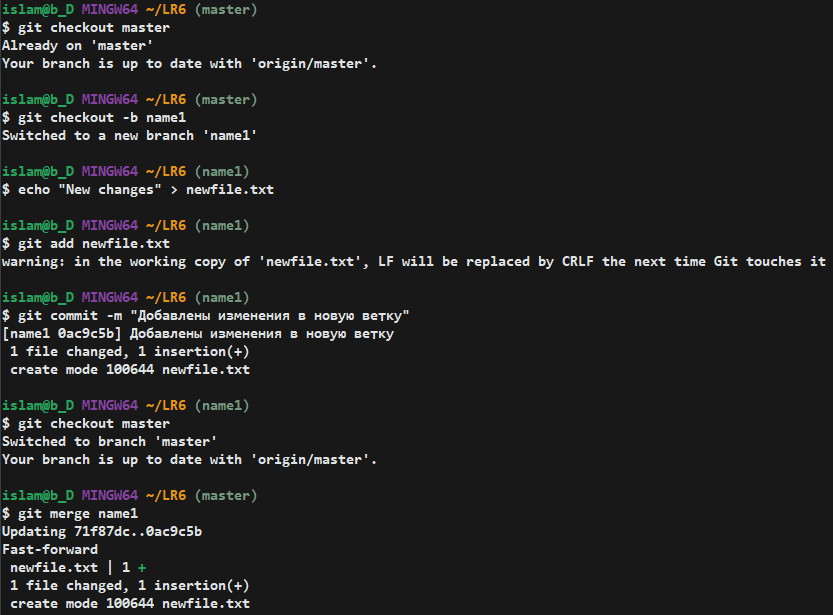 islam@b_D MINGW64 ~/LR6 (master)
$ git checkout master
Already on 'master'
Your branch is up to date with 'origin/master'.
islam@b_D MINGW64 ~/LR6 (master)
$ git checkout -b name1
Switched to a new branch 'name1'
islam@b_D MINGW64 ~/LR6 (name1)
$ echo "New changes" > newfile.txt
islam@b_D MINGW64 ~/LR6 (name1)
$ git add newfile.txt
warning: in the working copy of 'newfile.txt', LF will be replaced by CRLF the next time Git touches it
islam@b_D MINGW64 ~/LR6 (name1)
$ git commit -m "Добавлены изменения в новую ветку"
[name1 0ac9c5b] Добавлены изменения в новую ветку
1 file changed, 1 insertion(+)
create mode 100644 newfile.txt
islam@b_D MINGW64 ~/LR6 (name1)
$ git checkout master
Switched to branch 'master'
Your branch is up to date with 'origin/master'.
islam@b_D MINGW64 ~/LR6 (master)
$ git merge name1
Updating 71f87dc..0ac9c5b
Fast-forward
newfile.txt | 1 +
1 file changed, 1 insertion(+)
create mode 100644 newfile.txt